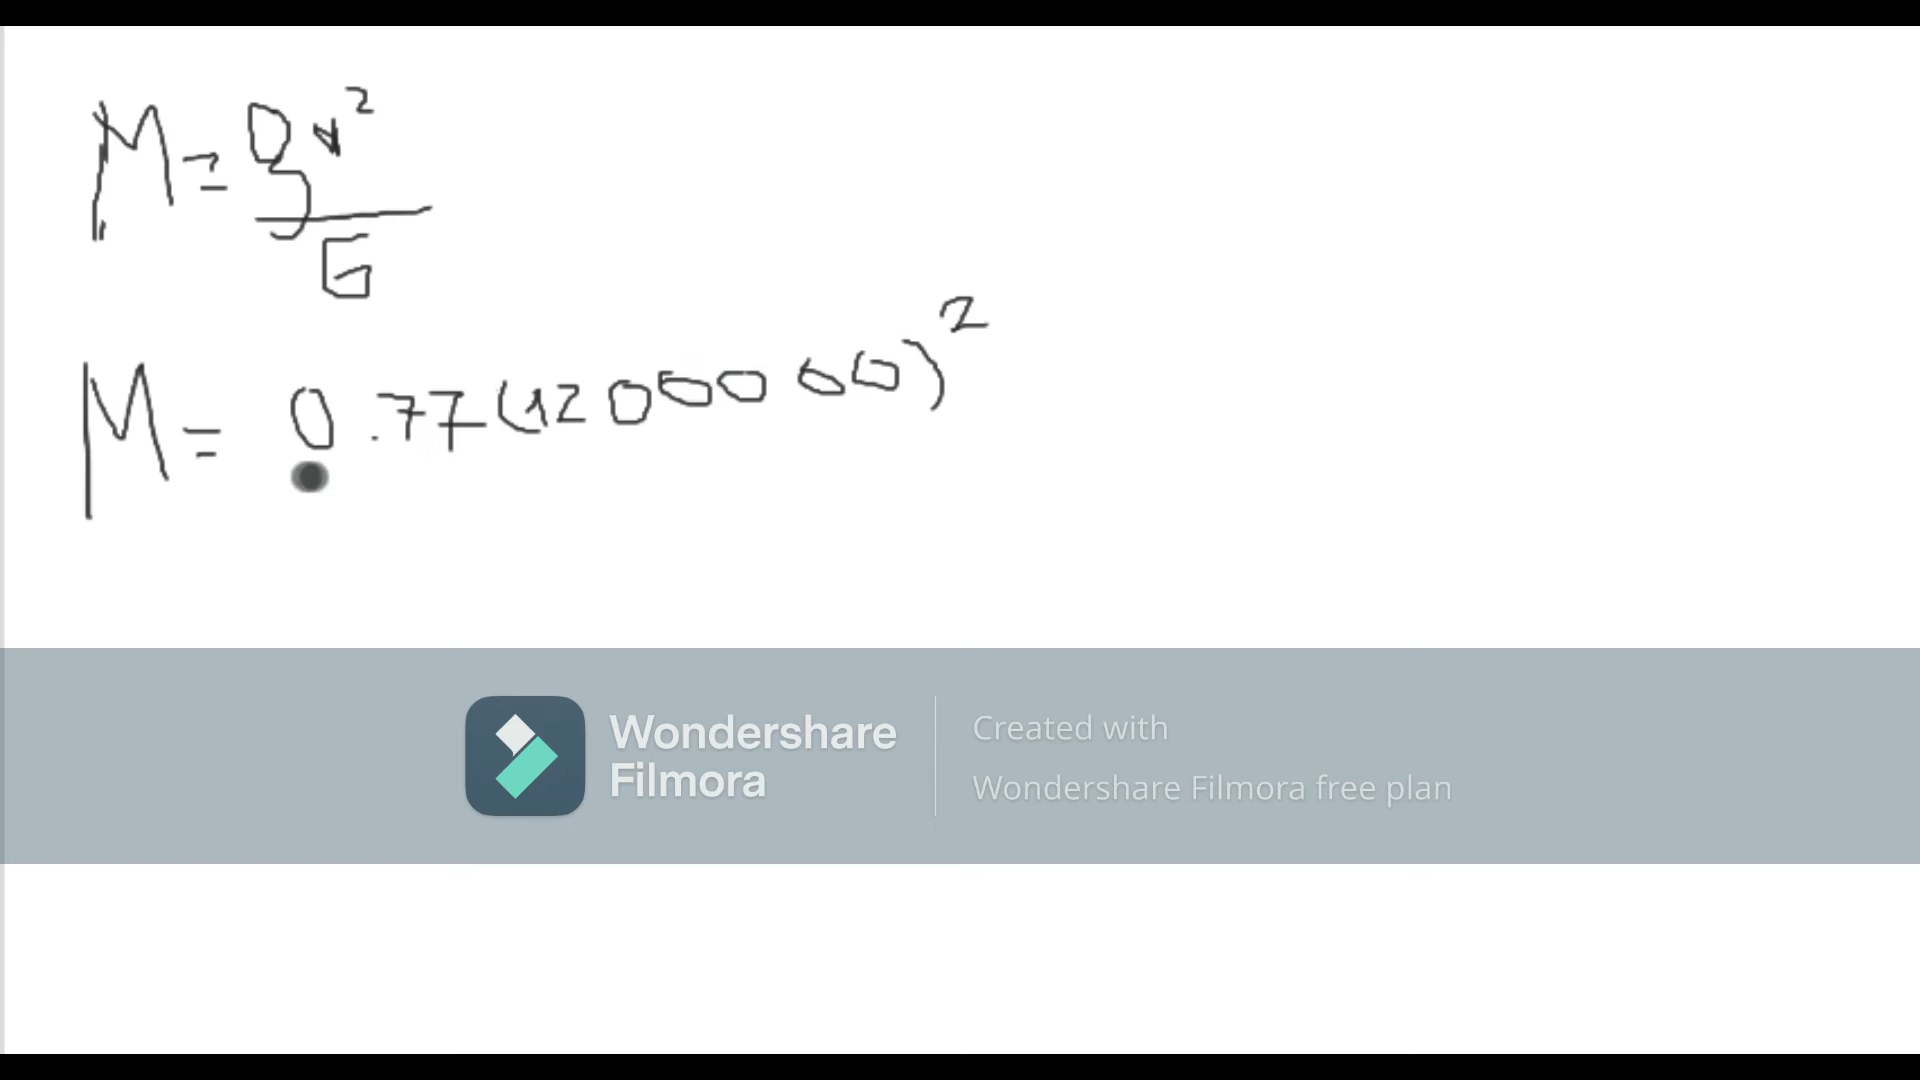 M = gr²
G
M = 0.77(1200000)²
Wondershare
Filmora
Created with
Wondershare Filmora free plan